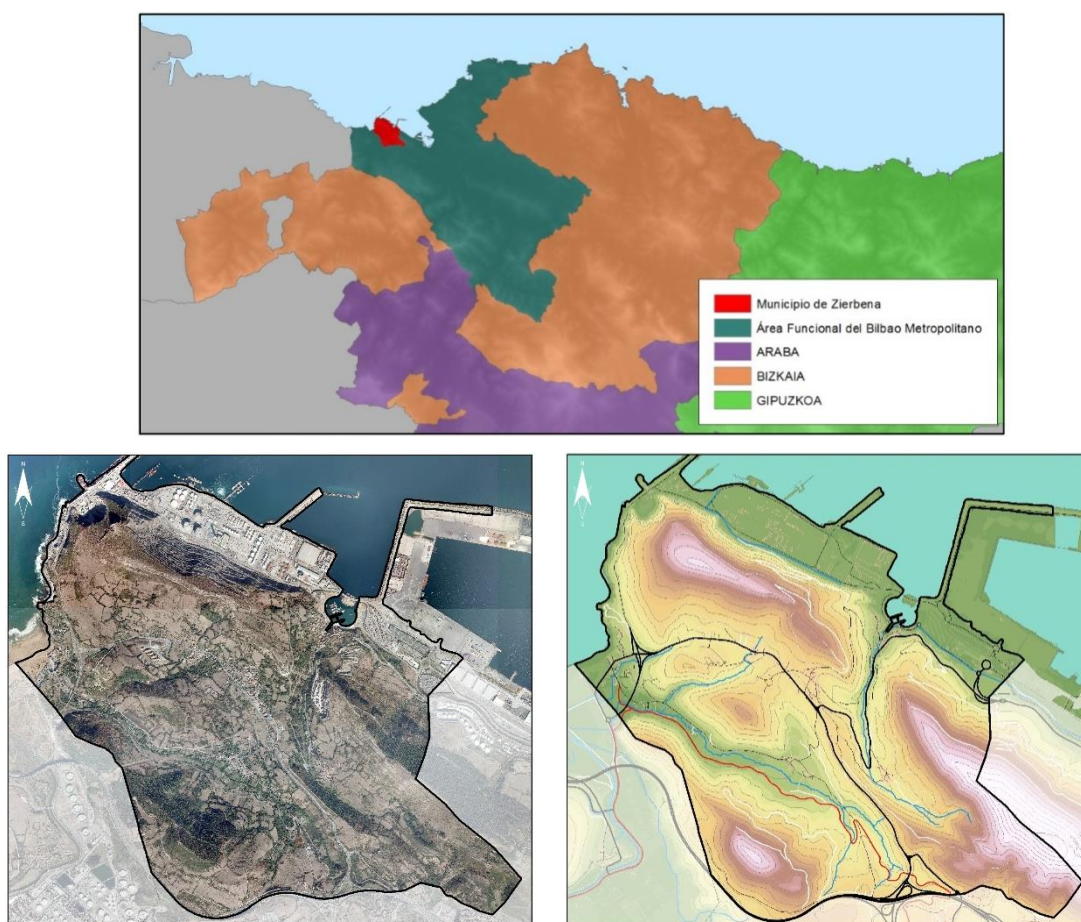 Municipio de Zierbena
Área Funcional del Bilbao Metropolitano
ARABA
BIZKAIA
GIPUZKOA
N
S
N
S